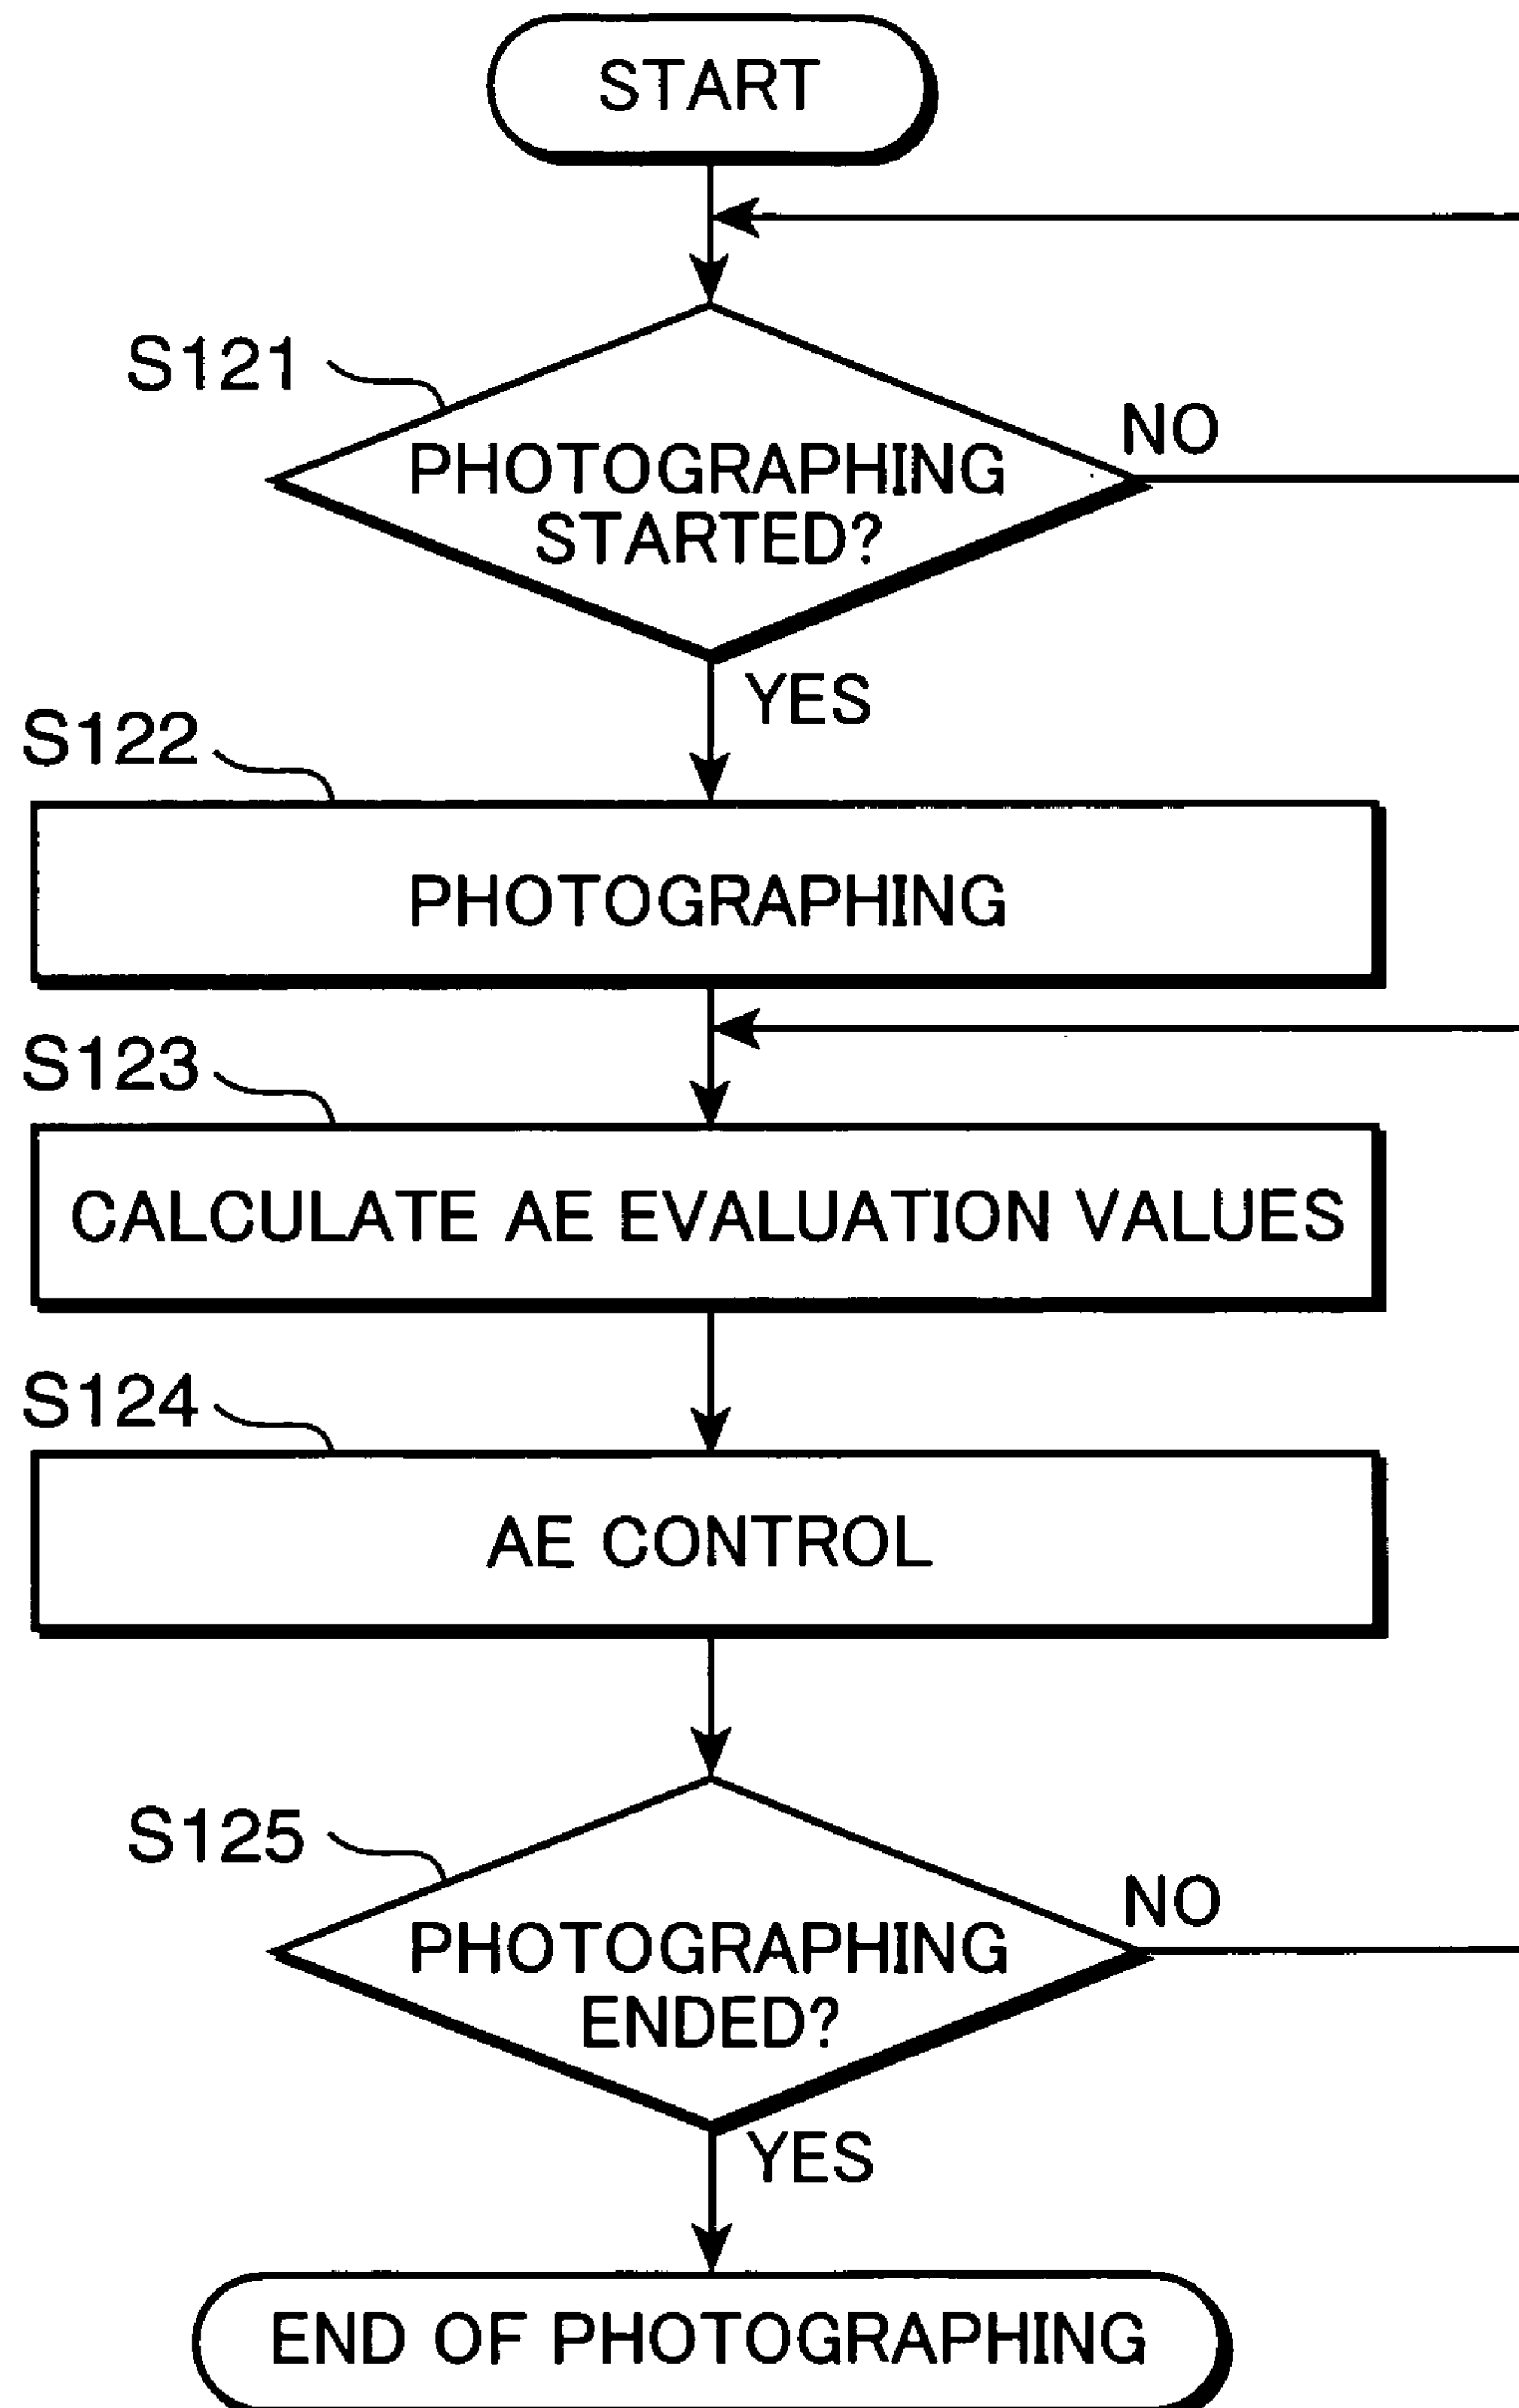 START
S121
PHOTOGRAPHING
STARTED?
NO
YES
S122
PHOTOGRAPHING
S123
CALCULATE AE EVALUATION VALUES
S124
AE CONTROL
S125
PHOTOGRAPHING
ENDED?
NO
YES
END OF PHOTOGRAPHING